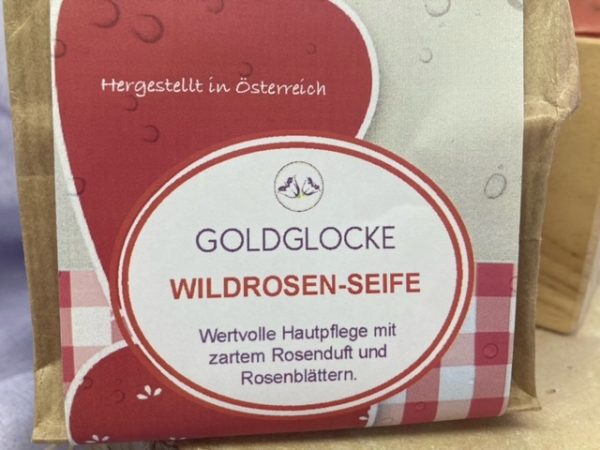 Hergestellt in Österreich
GOLDGLOCKE
WILDROSEN-SEIFE
Wertvolle Hautpflege mit
zartem Rosenduft und
Rosenblättern.